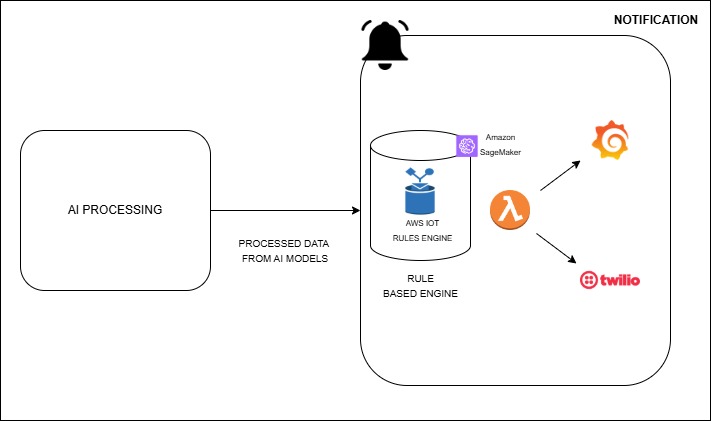 NOTIFICATION
AI PROCESSING
PROCESSED DATA
FROM AI MODELS
Amazon
SageMaker
AWS IOT
RULES ENGINE
RULE
BASED ENGINE
λ
twilio